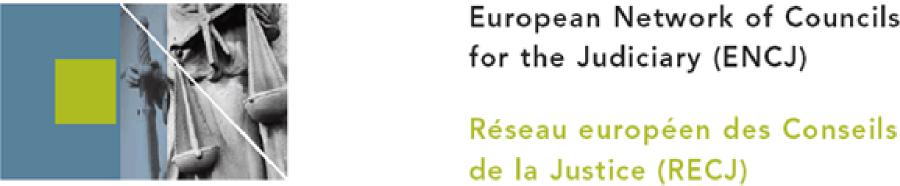 European Network of Councils
for the Judiciary (ENCJ)
Réseau européen des Conseils
de la Justice (RECJ)